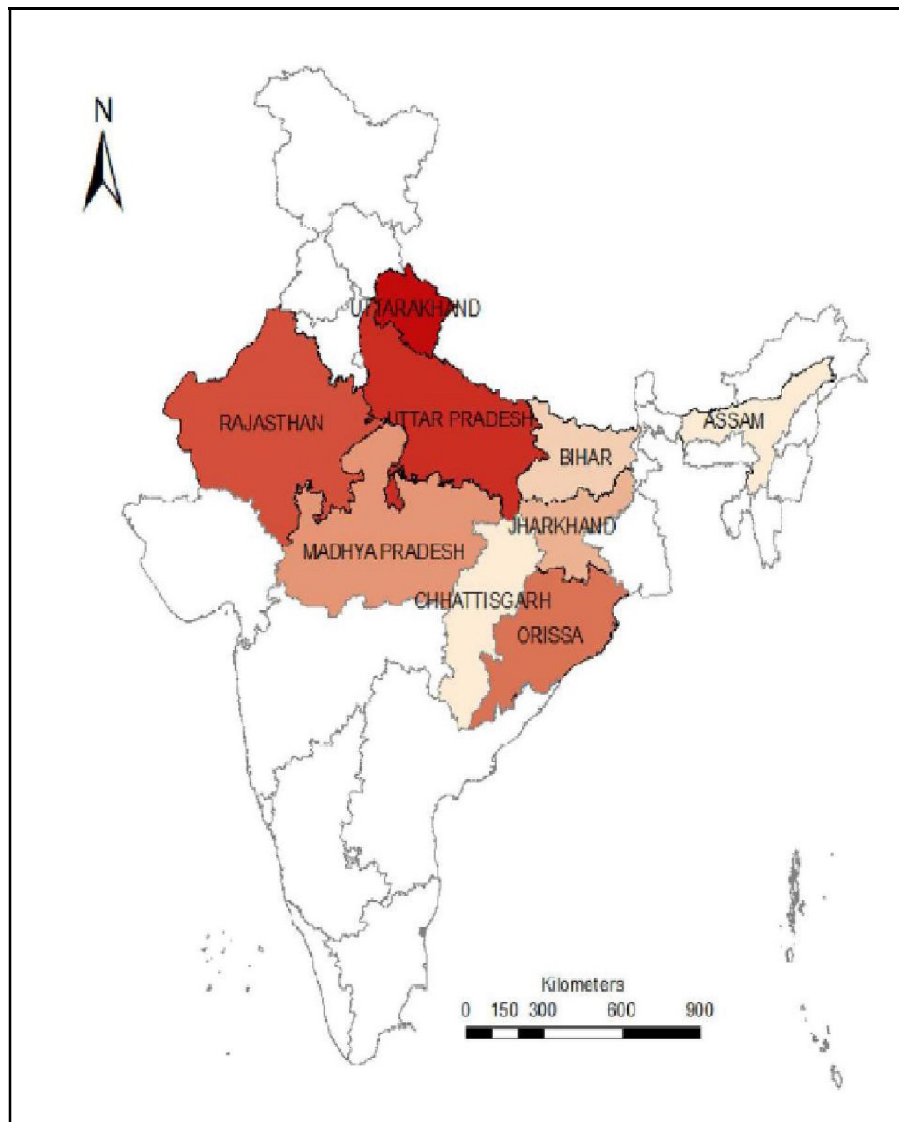 N
UTTARAKHAND
RAJASTHAN
UTTAR PRADESH
ASSAM
BIHAR
JHARKHAND
MADHYA PRADESH
CHHATTISGARH
ORISSA
Kilometers
0 150 300 600 900